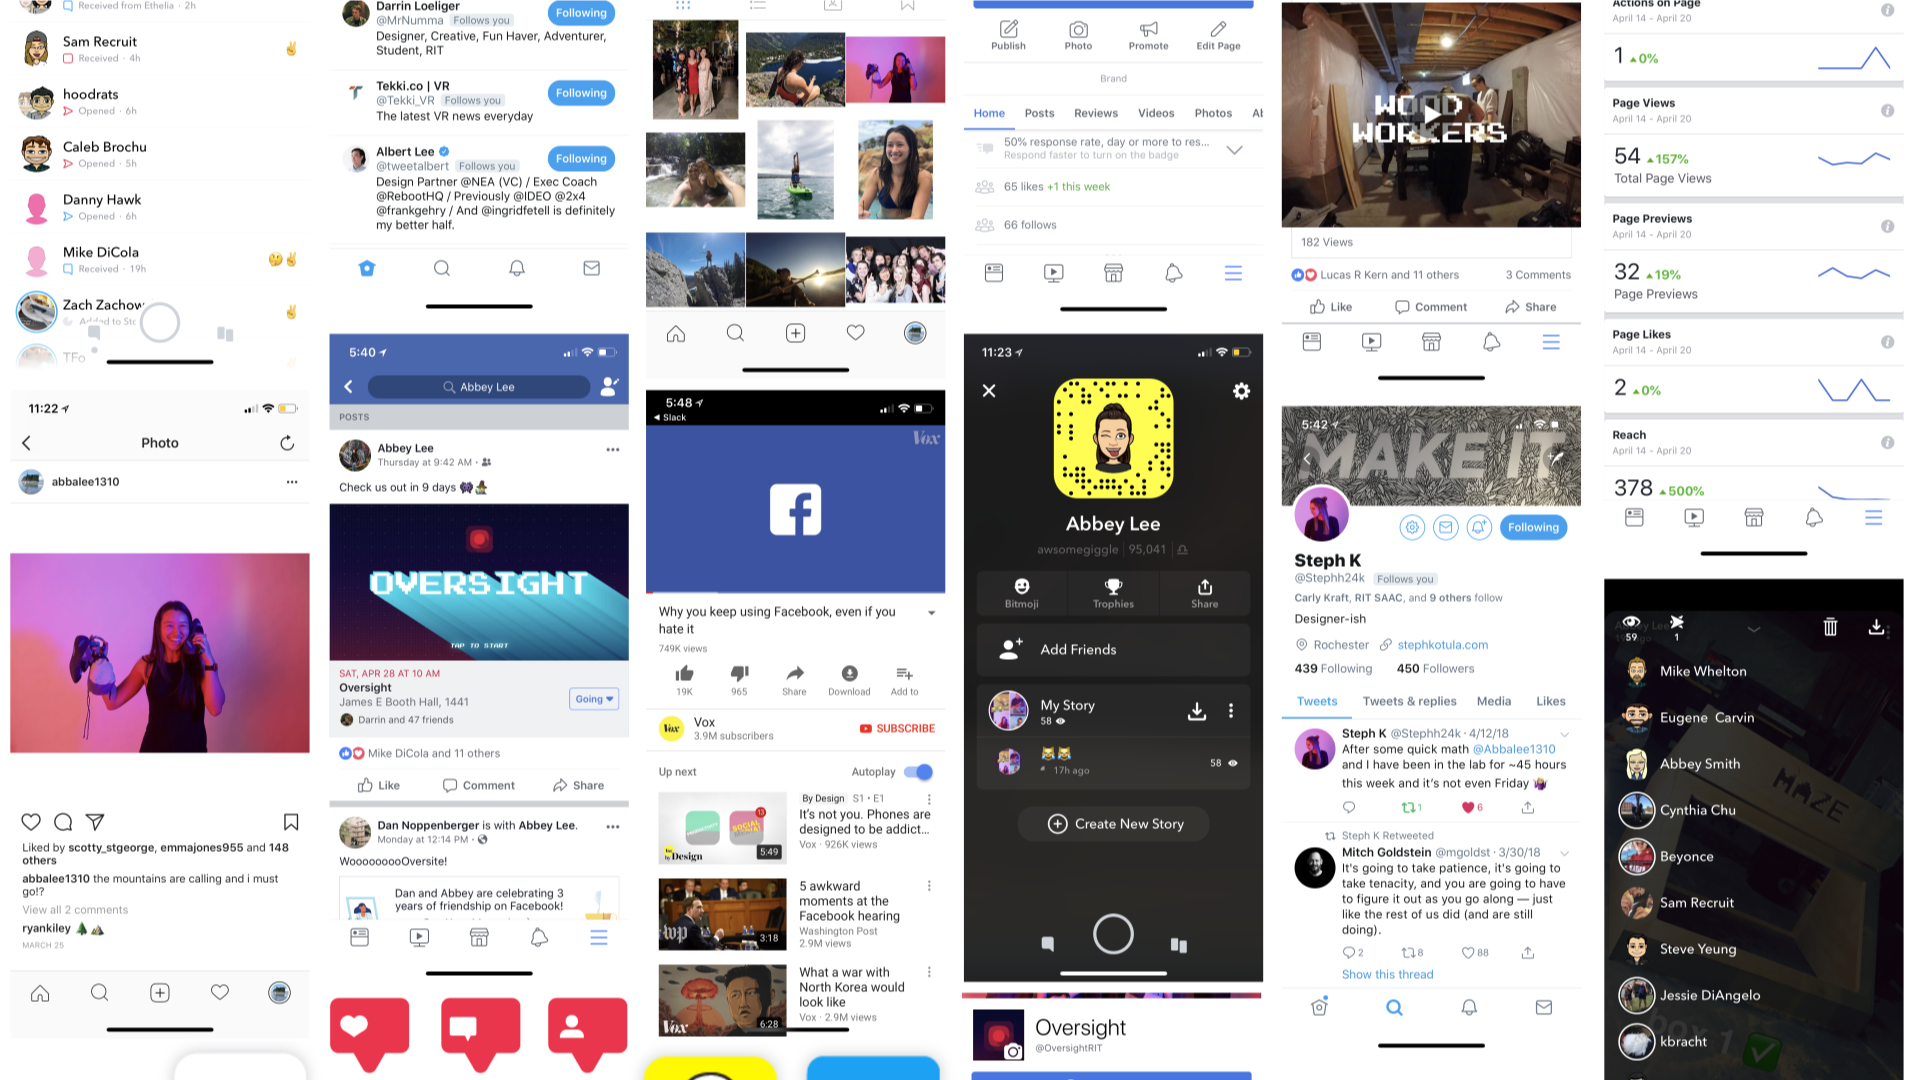 Received from Ethelia · 2h
Sam Recruit
Received · 4h
hoodrats
Opened · 6h
Caleb Brochu
Opened · 5h
Danny Hawk
Opened · 6h
Mike DiCola
Received · 19h
Zach Zachow
Added to Stc
TFo
11:22
Photo
abbalee1310
Liked by scotty_stgeorge, emmajones955 and 148
others
abbalee1310 the mountains are calling and i must
go!?
View all 2 comments
ryankiley 🌲⛰️
MARCH 25
Darrin Loeliger
Following
@MrNumma Follows you
Designer, Creative, Fun Haver, Adventurer,
Student, RIT
Tekki.co | VR
Following
@Tekki_VR Follows you
The latest VR news everyday
Albert Lee
Following
@tweetalbert Follows you
Design Partner @NEA (VC) / Exec Coach
@RebootHQ / Previously @IDEO @2x4
@frankgehry / And @ingridfetell is definitely
my better half.
5:40
Abbey Lee
POSTS
Abbey Lee
Thursday at 9:42 AM ·
Check us out in 9 days
OVERSIGHT
TAP TO START
SAT, APR 28 AT 10 AM
Oversight
James E Booth Hall, 1441
Going
Darrin and 47 friends
Mike DiCola and 11 others
Like Comment Share
Dan Noppenberger is with Abbey Lee.
Monday at 12:14 PM ·
WooooooooOversite!
Dan and Abbey are celebrating 3
years of friendship on Facebook!
5:48
Slack
Vox
Why you keep using Facebook, even if you
hate it
749K views
19K 965 Share Download Add to
Vox
3.9M subscribers
SUBSCRIBE
Up next
Autoplay
By Design S1 • E1
It's not you. Phones are
designed to be addict...
Vox · 926K views
SOCIAL
by Design
5:49
5 awkward
moments at the
Facebook hearing
Washington Post
2.9M views
wp
3:18
What a war with
North Korea would
look like
Vox · 2.9M views
Vox
6:28
Publish Photo Promote Edit Page
Brand
Home Posts Reviews Videos Photos Al
50% response rate, day or more to res...
Respond faster to turn on the badge
65 likes +1 this week
66 follows
11:23
Abbey Lee
awsomegiggle 95,041
Bitmoji Trophies Share
Add Friends
My Story
58
17h ago
58
Create New Story
Oversight
@OversightRIT
WOOD
WORKERS
182 Views
Lucas R Kern and 11 others
3 Comments
Like Comment Share
5:42
MAKE IT
Following
Steph K
@Stephh24k Follows you
Carly Kraft, RIT SAAC, and 9 others follow
Designer-ish
Rochester stephkotula.com
439 Following 450 Followers
Tweets Tweets & replies Media Likes
Steph K @Stephh24k · 4/12/18
After some quick math @Abbalee1310
and I have been in the lab for ~45 hours
this week and it's not even Friday
1 6
Steph K Retweeted
Mitch Goldstein @mgoldst · 3/30/18
It's going to take patience, it's going to
take tenacity, and you are going to have
to figure it out as you go along — just
like the rest of us did (and are still
doing).
2 8 88
Show this thread
Actions on Page
April 14 - April 20
1 0%
Page Views
April 14 - April 20
54 157%
Total Page Views
Page Previews
April 14 - April 20
32 19%
Page Previews
Page Likes
April 14 - April 20
2 0%
Reach
April 14 - April 20
378 500%
59
1
Mike Whelton
Eugene Carvin
Abbey Smith
Cynthia Chu
Beyonce
Sam Recruit
Steve Yeung
Jessie DiAngelo
kbracht
MAZE
box 1